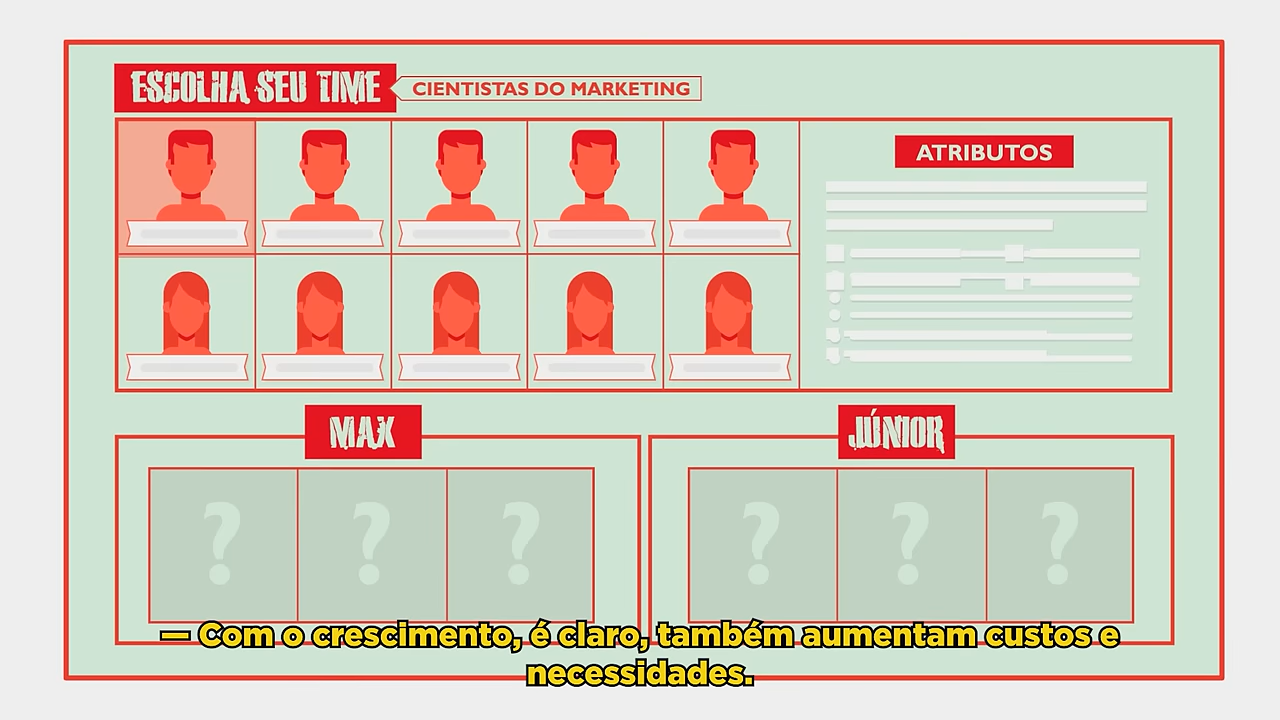 ESCOLHA SEU TIME
CIENTISTAS DO MARKETING
ATRIBUTOS
MAX
JÚNIOR
? ? ? ? ? ?
— Com o crescimento, é claro, também aumentam custos e
necessidades.